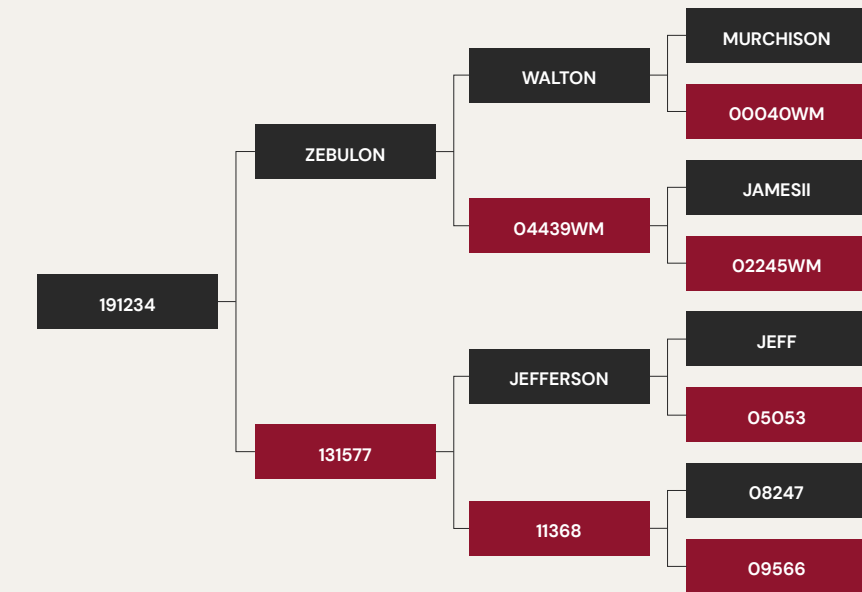 MURCHISON
WALTON
00040WM
ZEBULON
JAMESII
04439WM
02245WM
191234
JEFF
JEFFERSON
05053
131577
08247
11368
09566